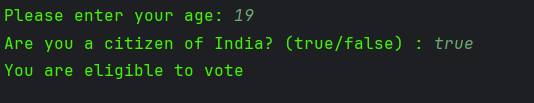 Please enter your age: 19
Are you a citizen of India? (true/false) : true
You are eligible to vote